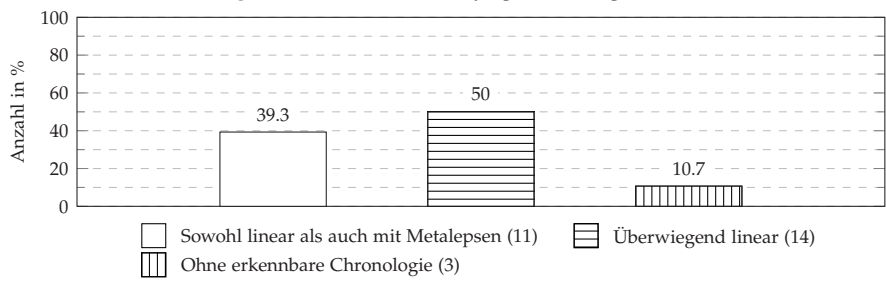 100
80
60
40
20
0
Anzahl in %
39.3
50
10.7
Sowohl linear als auch mit Metalepsen (11)
Überwiegend linear (14)
Ohne erkennbare Chronologie (3)